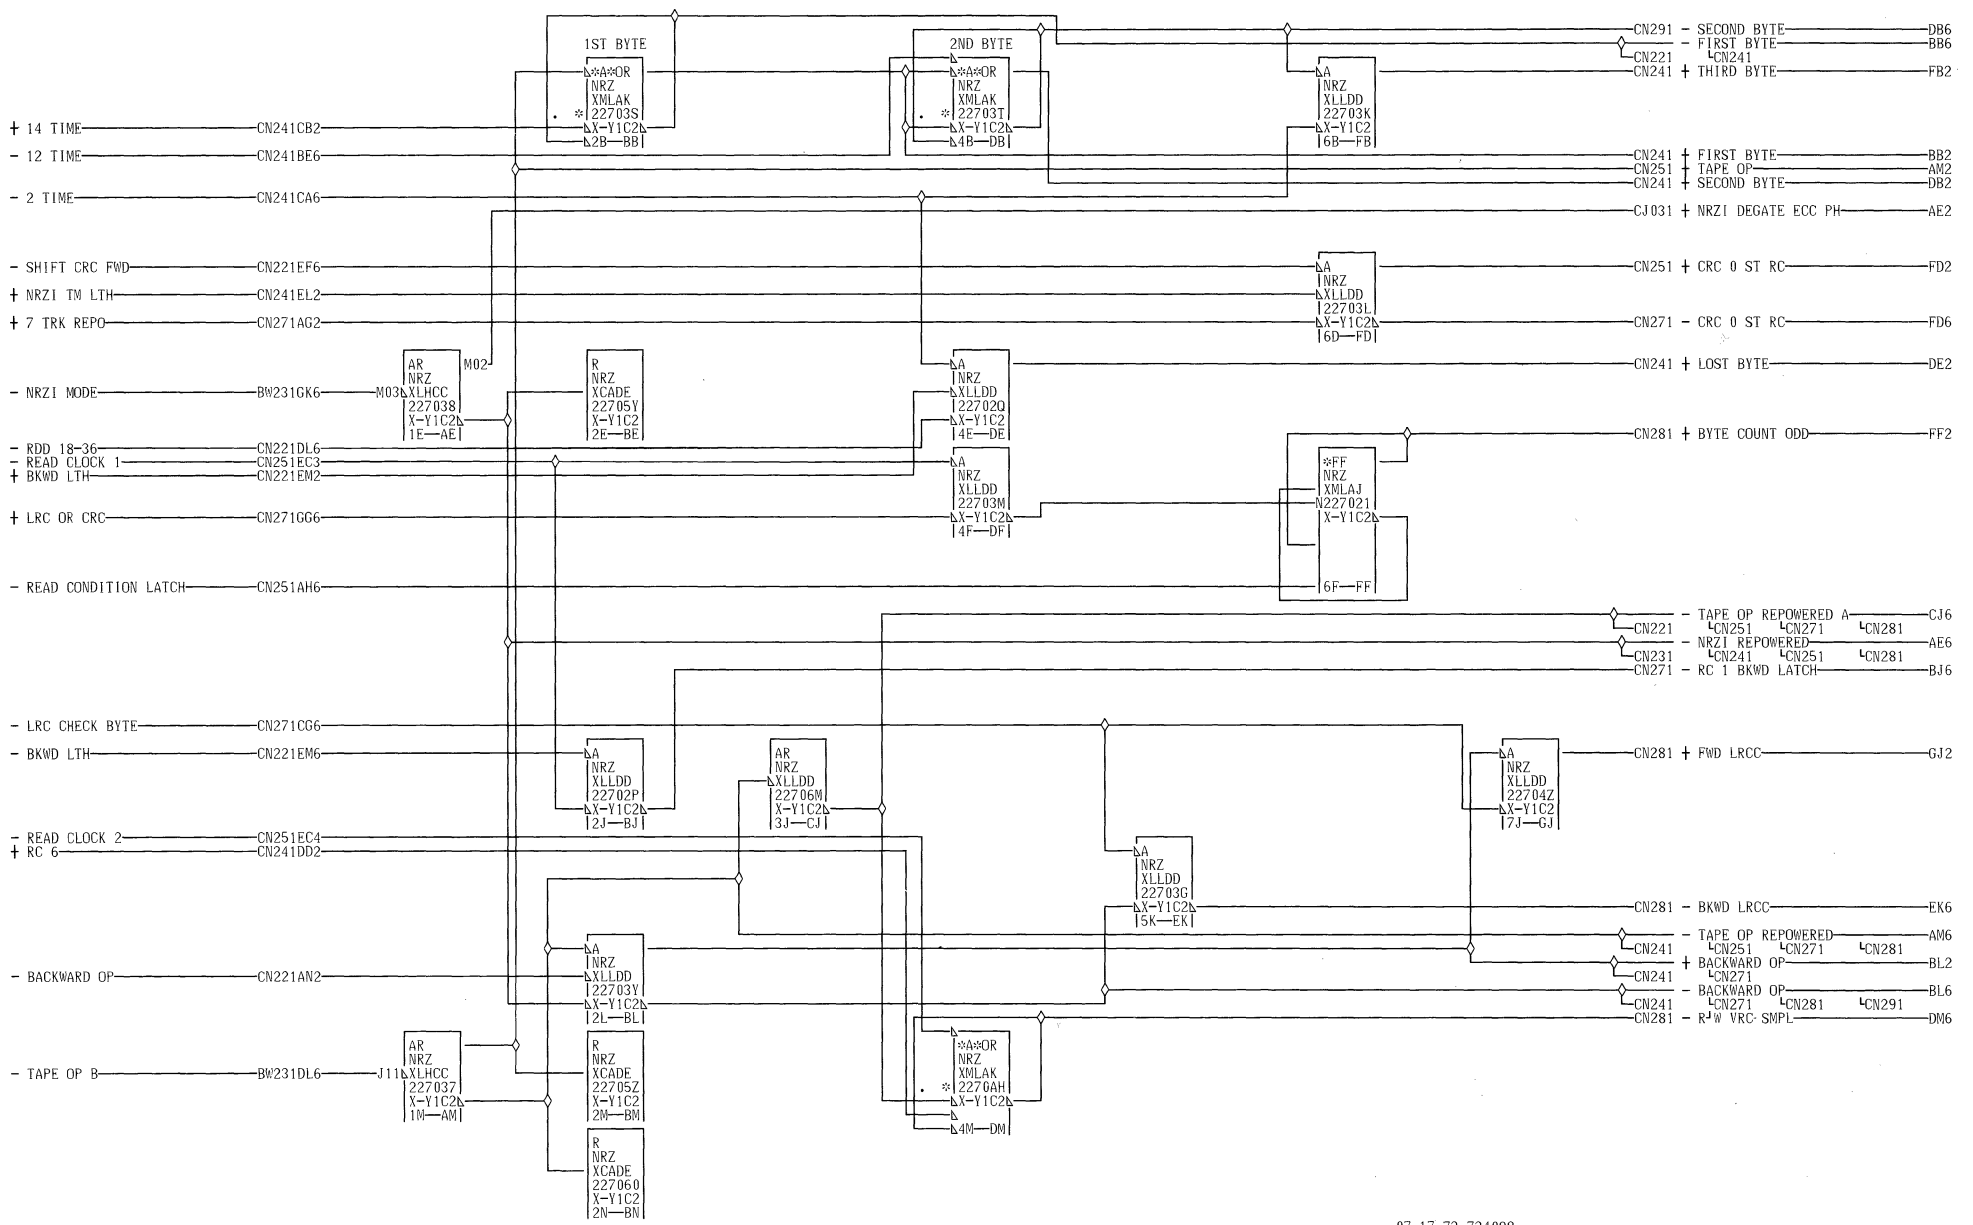 1ST BYTE
2ND BYTE
CN291 - SECOND BYTE DB6
- FIRST BYTE BB6
CN221 CN241
CN241 + THIRD BYTE FB2
*A*OR
NRZ
XMLAK
* 22703S
X-Y1C2
2B BB
*A*OR
NRZ
XMLAK
* 22703T
X-Y1C2
4B DB
A
NRZ
XLLDD
22703K
X-Y1C2
6B FB
+ 14 TIME CN241CB2
- 12 TIME CN241BE6
CN241 + FIRST BYTE BB2
CN251 + TAPE OP AM2
CN241 + SECOND BYTE DB2
- 2 TIME CN241CA6
CJ031 + NRZI DEGATE ECC PH AE2
- SHIFT CRC FWD CN221EF6
CN251 + CRC 0 ST RC FD2
+ NRZI TM LTH CN241EL2
+ 7 TRK REPO CN271AG2
CN271 - CRC 0 ST RC FD6
A
NRZ
XLLDD
22703L
X-Y1C2
6D FD
CN241 + LOST BYTE DE2
- NRZI MODE BW231GK6 M03
AR M02
NRZ
XLHCC
227038
X-Y1C2
1E AE
R
NRZ
XCADE
22705Y
X-Y1C2
2E BE
A
NRZ
XLLDD
22702Q
X-Y1C2
4E DE
- RDD 18-36 CN221DL6
- READ CLOCK 1 CN251EC3
+ BKWD LTH CN221EM2
CN281 + BYTE COUNT ODD FF2
A
NRZ
XLLDD
22703M
X-Y1C2
4F DF
*FF
NRZ
XMLAJ
N227021
X-Y1C2
6F FF
+ LRC OR CRC CN271GG6
- READ CONDITION LATCH CN251AH6
- TAPE OP REPOWERED A CJ6
CN221 CN251 CN271 CN281
- NRZI REPOWERED AE6
CN231 CN241 CN251 CN281
CN271 - RC 1 BKWD LATCH BJ6
- LRC CHECK BYTE CN271CG6
- BKWD LTH CN221EM6
CN281 + FWD LRCC GJ2
A
NRZ
XLLDD
22702P
X-Y1C2
2J BJ
AR
NRZ
XLLDD
22706M
X-Y1C2
3J CJ
A
NRZ
XLLDD
22704Z
X-Y1C2
7J GJ
- READ CLOCK 2 CN251EC4
+ RC 6 CN241DD2
A
NRZ
XLLDD
22703G
X-Y1C2
5K EK
CN281 - BKWD LRCC EK6
- TAPE OP REPOWERED AM6
CN241 CN251 CN271 CN281
+ BACKWARD OP BL2
CN241 CN271
- BACKWARD OP BL6
CN241 CN271 CN281 CN291
CN281 - R W VRC SMPL DM6
- BACKWARD OP CN221AN2
A
NRZ
XLLDD
22703Y
X-Y1C2
2L BL
- TAPE OP B BW231DL6 J11
AR
NRZ
XLHCC
227037
X-Y1C2
1M AM
R
NRZ
XCADE
22705Z
X-Y1C2
2M BM
*A*OR
NRZ
XMLAK
* 2270AH
X-Y1C2
4M DM
R
NRZ
XCADE
227060
X-Y1C2
2N BN